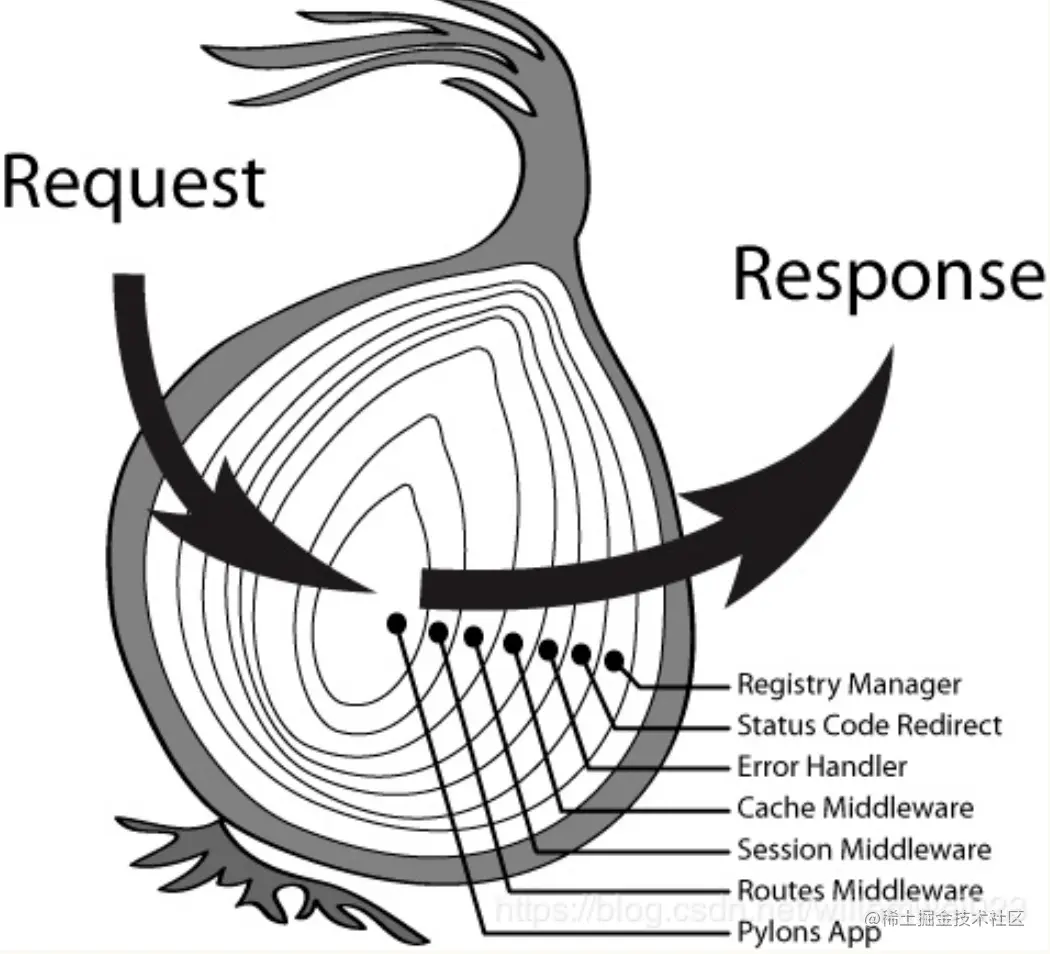 Request
Response
Registry Manager
Status Code Redirect
Error Handler
Cache Middleware
Session Middleware
Routes Middleware
Pylons App
@稀土掘金技术社区